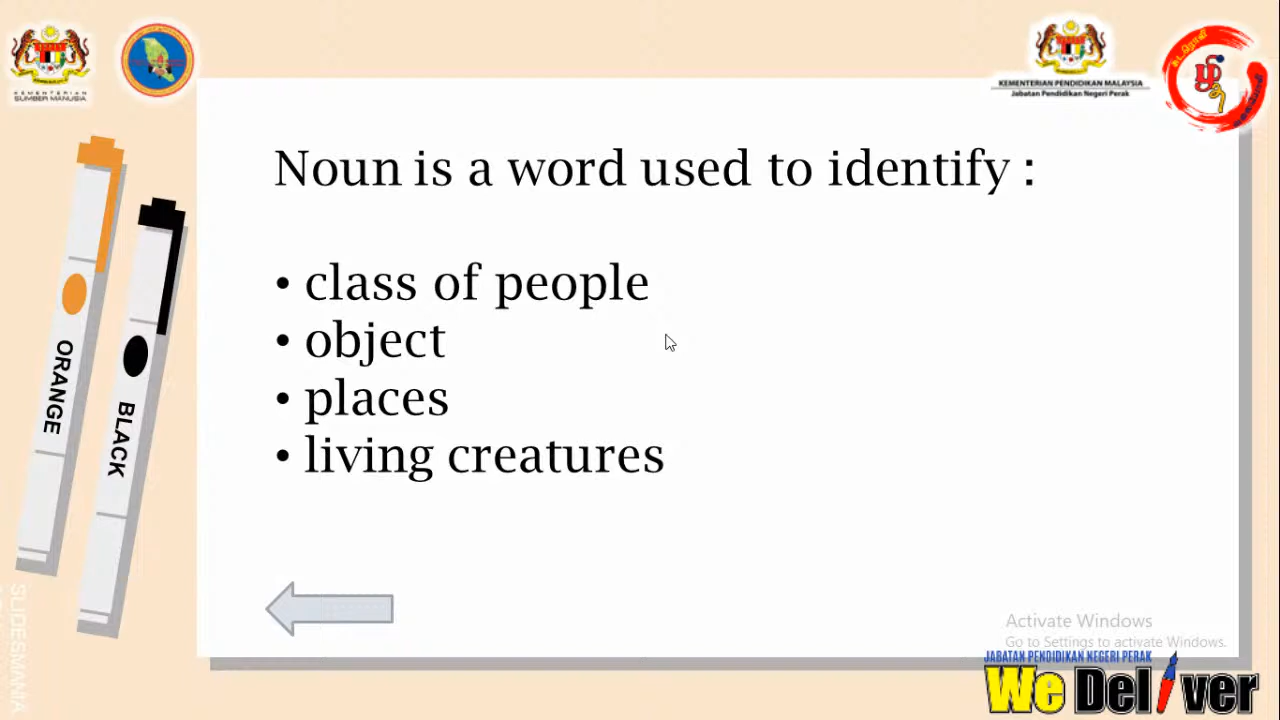 KEMENTERIAN
SUMBER MANUSIA
KEMENTERIAN PENDIDIKAN MALAYSIA
Jabatan Pendidikan Negeri Perak
Noun is a word used to identify :
• class of people
• object
• places
• living creatures
ORANGE
BLACK
SLIDESMANIA
Activate Windows
Go to Settings to activate Windows.
JABATAN PENDIDIKAN NEGERI PERAK
We Deliver